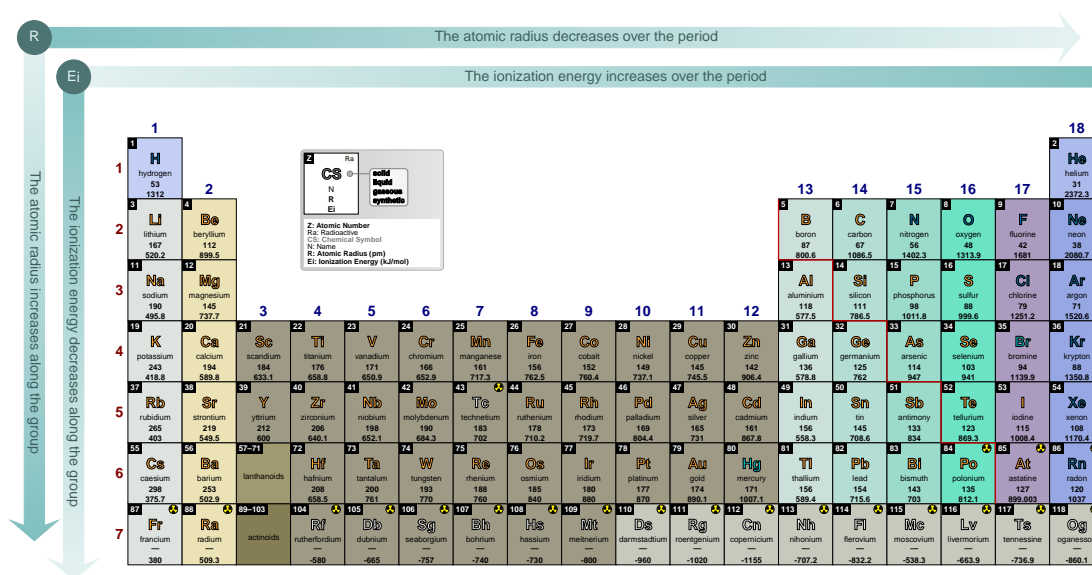 R
The atomic radius decreases over the period
Ei
The ionization energy increases over the period
The atomic radius increases along the group
The ionization energy decreases along the group
1
18
1
1
H
hydrogen
53
1312
2
He
helium
31
2372.3
Z
Ra
CS
N
R
Ei
solid
liquid
gaseous
synthetic
Z: Atomic Number
Ra: Radioactive
CS: Chemical Symbol
N: Name
R: Atomic Radius (pm)
Ei: Ionization Energy (kJ/mol)
2
13
14
15
16
17
2
3
Li
lithium
167
520.2
4
Be
beryllium
112
899.5
5
B
boron
87
800.6
6
C
carbon
67
1086.5
7
N
nitrogen
56
1402.3
8
O
oxygen
48
1313.9
9
F
fluorine
42
1681
10
Ne
neon
38
2080.7
3
11
Na
sodium
190
495.8
12
Mg
magnesium
145
737.7
13
Al
aluminium
118
577.5
14
Si
silicon
111
786.5
15
P
phosphorus
98
1011.8
16
S
sulfur
88
999.6
17
Cl
chlorine
79
1251.2
18
Ar
argon
71
1520.6
3
4
5
6
7
8
9
10
11
12
4
19
K
potassium
243
418.8
20
Ca
calcium
194
589.8
21
Sc
scandium
184
633.1
22
Ti
titanium
176
658.8
23
V
vanadium
171
650.9
24
Cr
chromium
166
652.9
25
Mn
manganese
161
717.3
26
Fe
iron
156
762.5
27
Co
cobalt
152
760.4
28
Ni
nickel
149
737.1
29
Cu
copper
145
745.5
30
Zn
zinc
142
906.4
31
Ga
gallium
136
578.8
32
Ge
germanium
125
762
33
As
arsenic
114
947
34
Se
selenium
103
941
35
Br
bromine
94
1139.9
36
Kr
krypton
88
1350.8
5
37
Rb
rubidium
265
403
38
Sr
strontium
219
549.5
39
Y
yttrium
212
600
40
Zr
zirconium
206
640.1
41
Nb
niobium
198
652.1
42
Mo
molybdenum
190
684.3
43
Tc
technetium
183
702
44
Ru
ruthenium
178
710.2
45
Rh
rhodium
173
719.7
46
Pd
palladium
169
804.4
47
Ag
silver
165
731
48
Cd
cadmium
161
867.8
49
In
indium
156
558.3
50
Sn
tin
145
708.6
51
Sb
antimony
133
834
52
Te
tellurium
123
869.3
53
I
iodine
115
1008.4
54
Xe
xenon
108
1170.4
6
55
Cs
caesium
298
375.7
56
Ba
barium
253
502.9
57–71
lanthanoids
72
Hf
hafnium
208
658.5
73
Ta
tantalum
200
761
74
W
tungsten
193
770
75
Re
rhenium
188
760
76
Os
osmium
185
840
77
Ir
iridium
180
880
78
Pt
platinum
177
870
79
Au
gold
174
890.1
80
Hg
mercury
171
1007.1
81
Tl
thallium
156
589.4
82
Pb
lead
154
715.6
83
Bi
bismuth
143
703
84
Po
polonium
135
812.1
85
At
astatine
127
899.003
86
Rn
radon
120
1037
7
87
Fr
francium
—
380
88
Ra
radium
—
509.3
89–103
actinoids
104
Rf
rutherfordium
—
-580
105
Db
dubnium
—
-665
106
Sg
seaborgium
—
-757
107
Bh
bohrium
—
-740
108
Hs
hassium
—
-730
109
Mt
meitnerium
—
-800
110
Ds
darmstadtium
—
-960
111
Rg
roentgenium
—
-1020
112
Cn
copernicium
—
-1155
113
Nh
nihonium
—
-707.2
114
Fl
flerovium
—
-832.2
115
Mc
moscovium
—
-538.3
116
Lv
livermorium
—
-663.9
117
Ts
tennessine
—
-736.9
118
Og
oganesso
—
-860.1